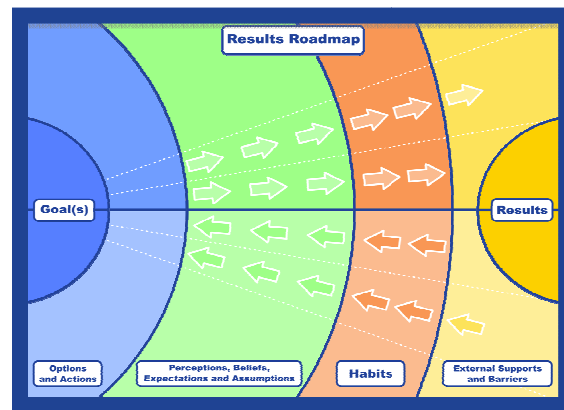 Results Roadmap
Goal(s)
Results
Options
and Actions
Perceptions, Beliefs,
Expectations and Assumptions
Habits
External Supports
and Barriers